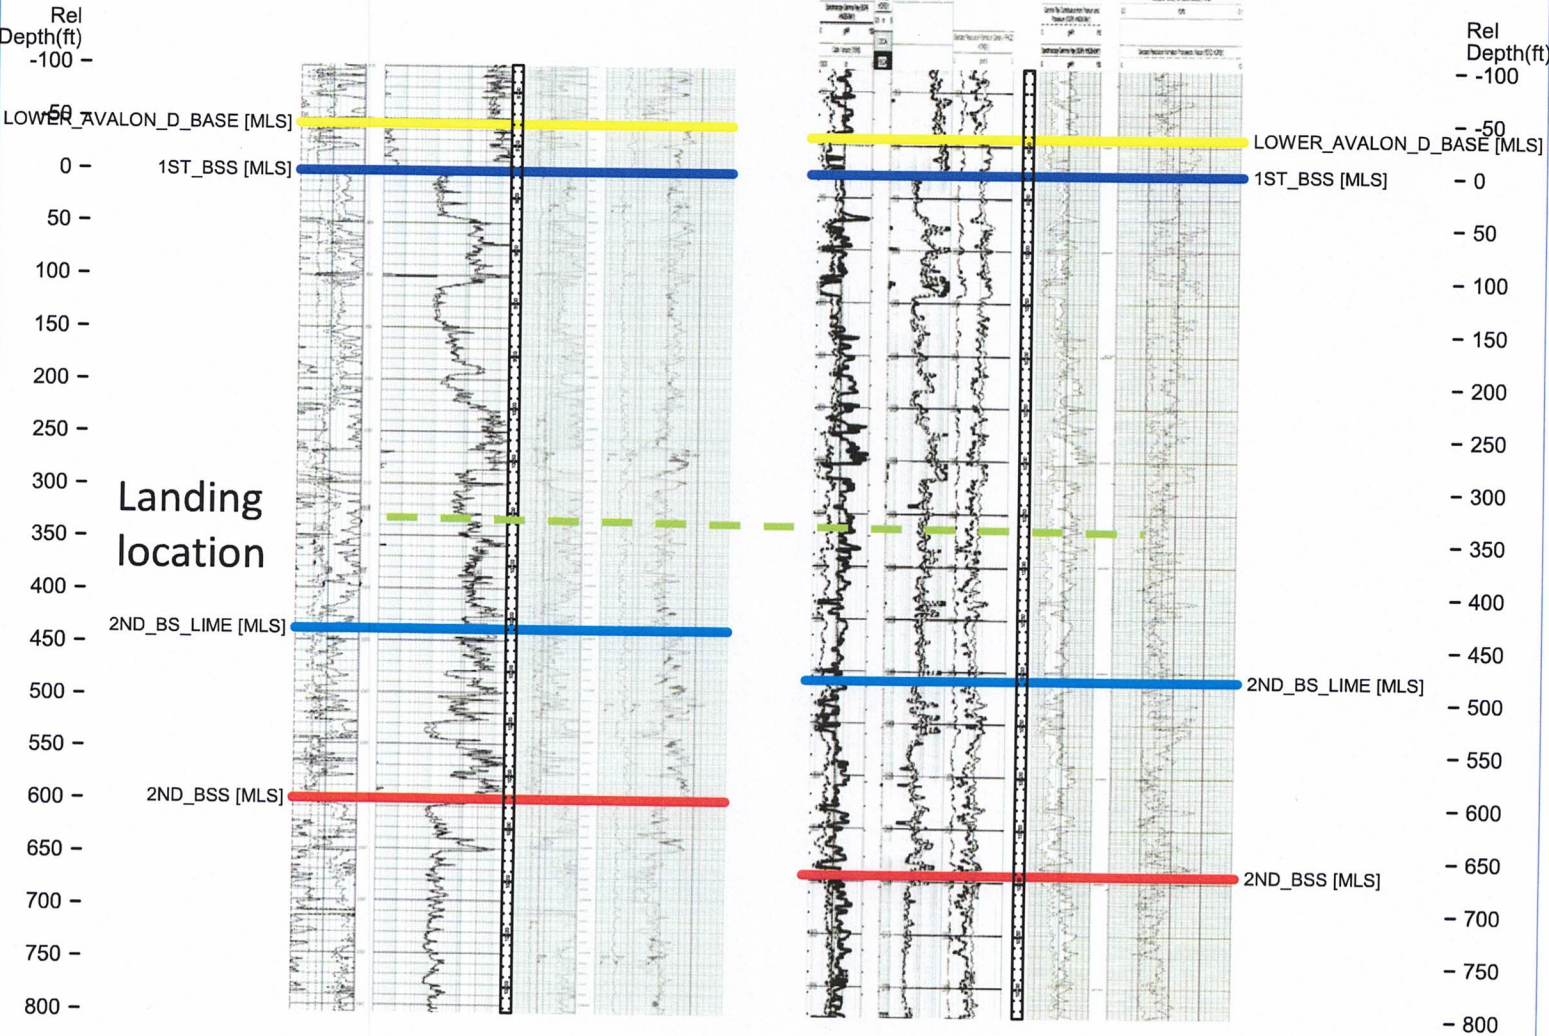 Rel
Depth(ft)
-100
-50
LOWER_AVALON_D_BASE [MLS]
0
1ST_BSS [MLS]
50
100
150
200
250
300
350
400
450
500
550
600
650
700
750
800
Landing
location
2ND_BS_LIME [MLS]
2ND_BSS [MLS]
Rel
Depth(ft)
-100
-50
LOWER_AVALON_D_BASE [MLS]
1ST_BSS [MLS]
0
50
100
150
200
250
300
350
400
450
2ND_BS_LIME [MLS]
500
550
600
650
2ND_BSS [MLS]
700
750
800